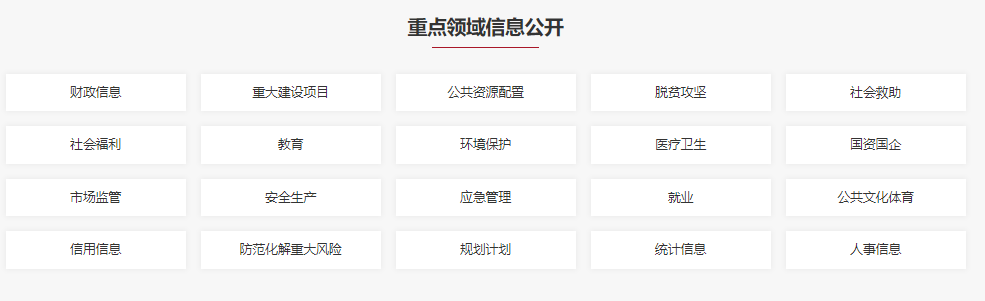 重点领域信息公开
财政信息 重大建设项目 公共资源配置 脱贫攻坚 社会救助
社会福利 教育 环境保护 医疗卫生 国资国企
市场监管 安全生产 应急管理 就业 公共文化体育
信用信息 防范化解重大风险 规划计划 统计信息 人事信息